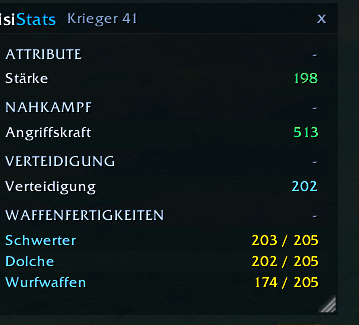 isiStats Krieger 41 x
ATTRIBUTE -
Stärke 198
NAHKAMPF -
Angriffskraft 513
VERTEIDIGUNG -
Verteidigung 202
WAFFENFERTIGKEITEN -
Schwerter 203 / 205
Dolche 202 / 205
Wurfwaffen 174 / 205